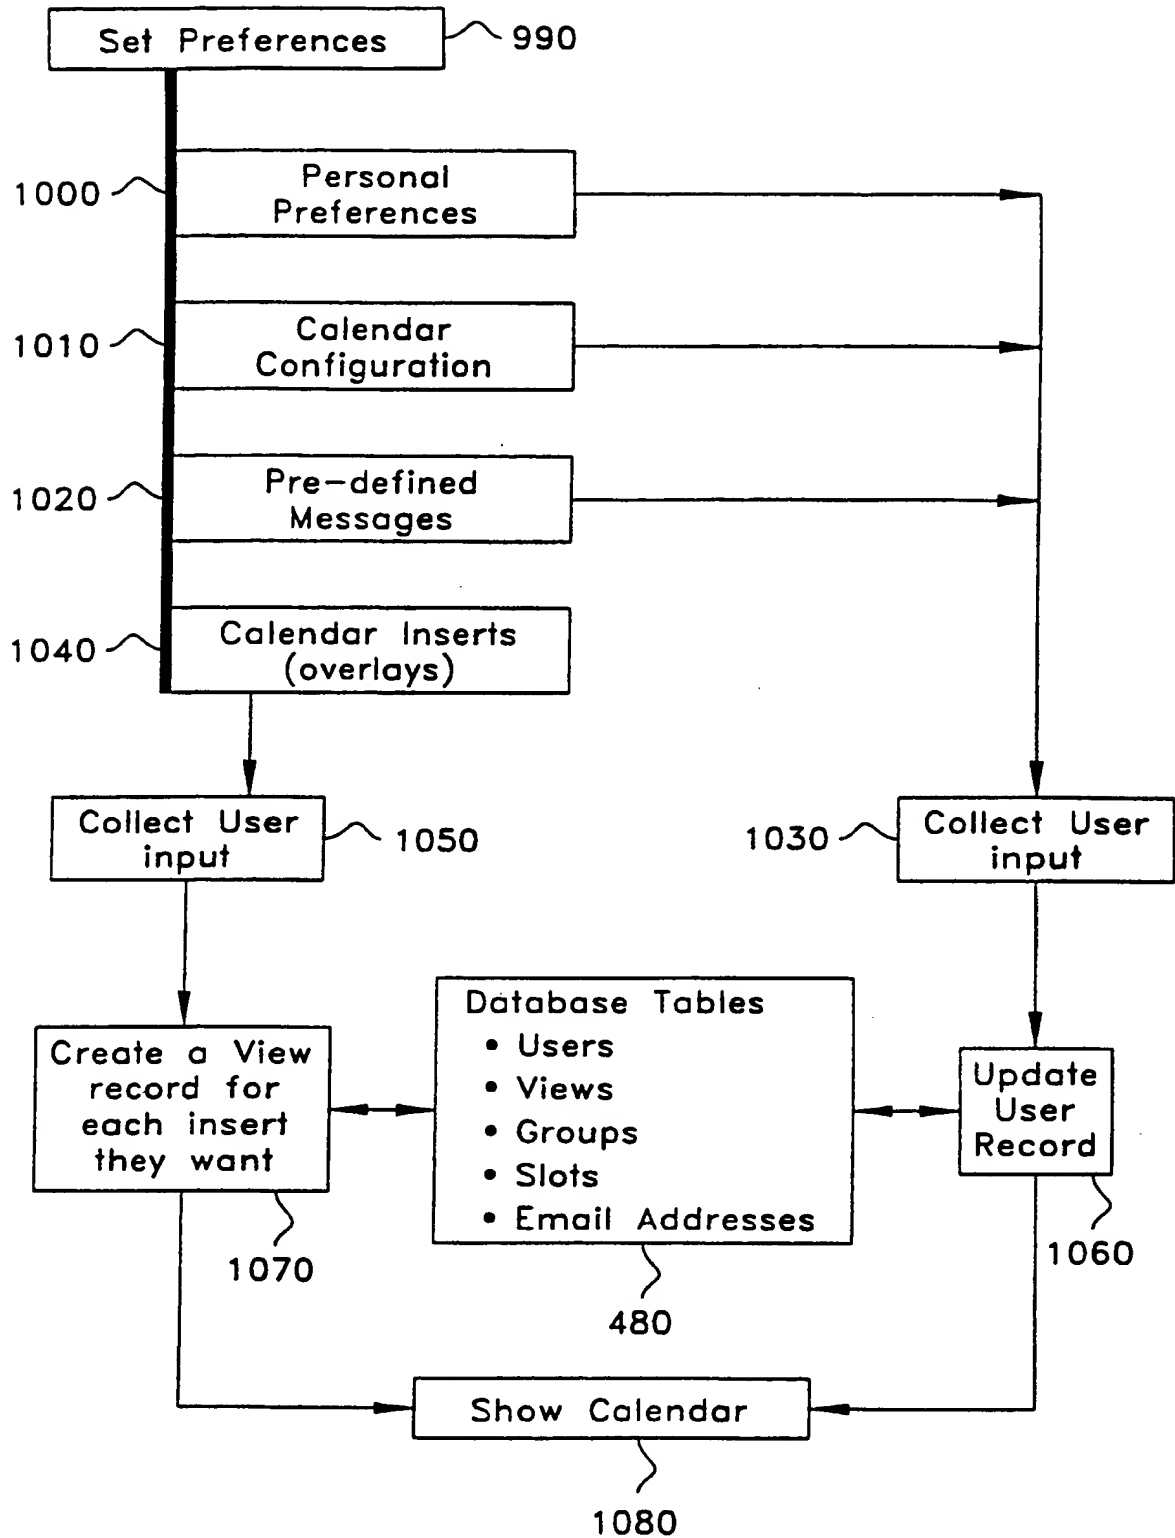 Set Preferences
990
1000
Personal
Preferences
1010
Calendar
Configuration
1020
Pre-defined
Messages
1040
Calendar Inserts
(overlays)
Collect User
input
1050
1030
Collect User
input
Create a View
record for
each insert
they want
1070
Database Tables
• Users
• Views
• Groups
• Slots
• Email Addresses
480
Update
User
Record
1060
Show Calendar
1080